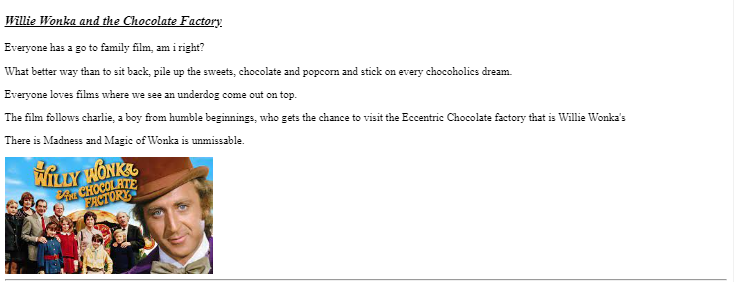 Willie Wonka and the Chocolate Factory
Everyone has a go to family film, am i right?
What better way than to sit back, pile up the sweets, chocolate and popcorn and stick on every chocoholics dream.
Everyone loves films where we see an underdog come out on top.
The film follows charlie, a boy from humble beginnings, who gets the chance to visit the Eccentric Chocolate factory that is Willie Wonka's
There is Madness and Magic of Wonka is unmissable.
WILLY WONKA
& THE CHOCOLATE
FACTORY